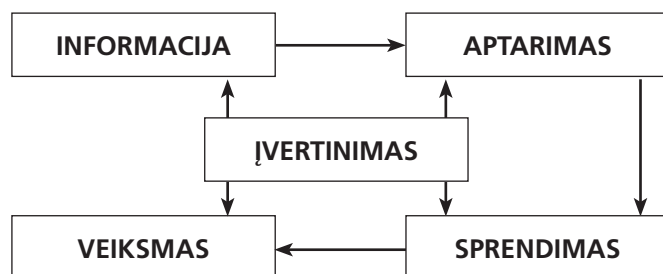 INFORMACIJA
APTARIMAS
ĮVERTINIMAS
VEIKSMAS
SPRENDIMAS